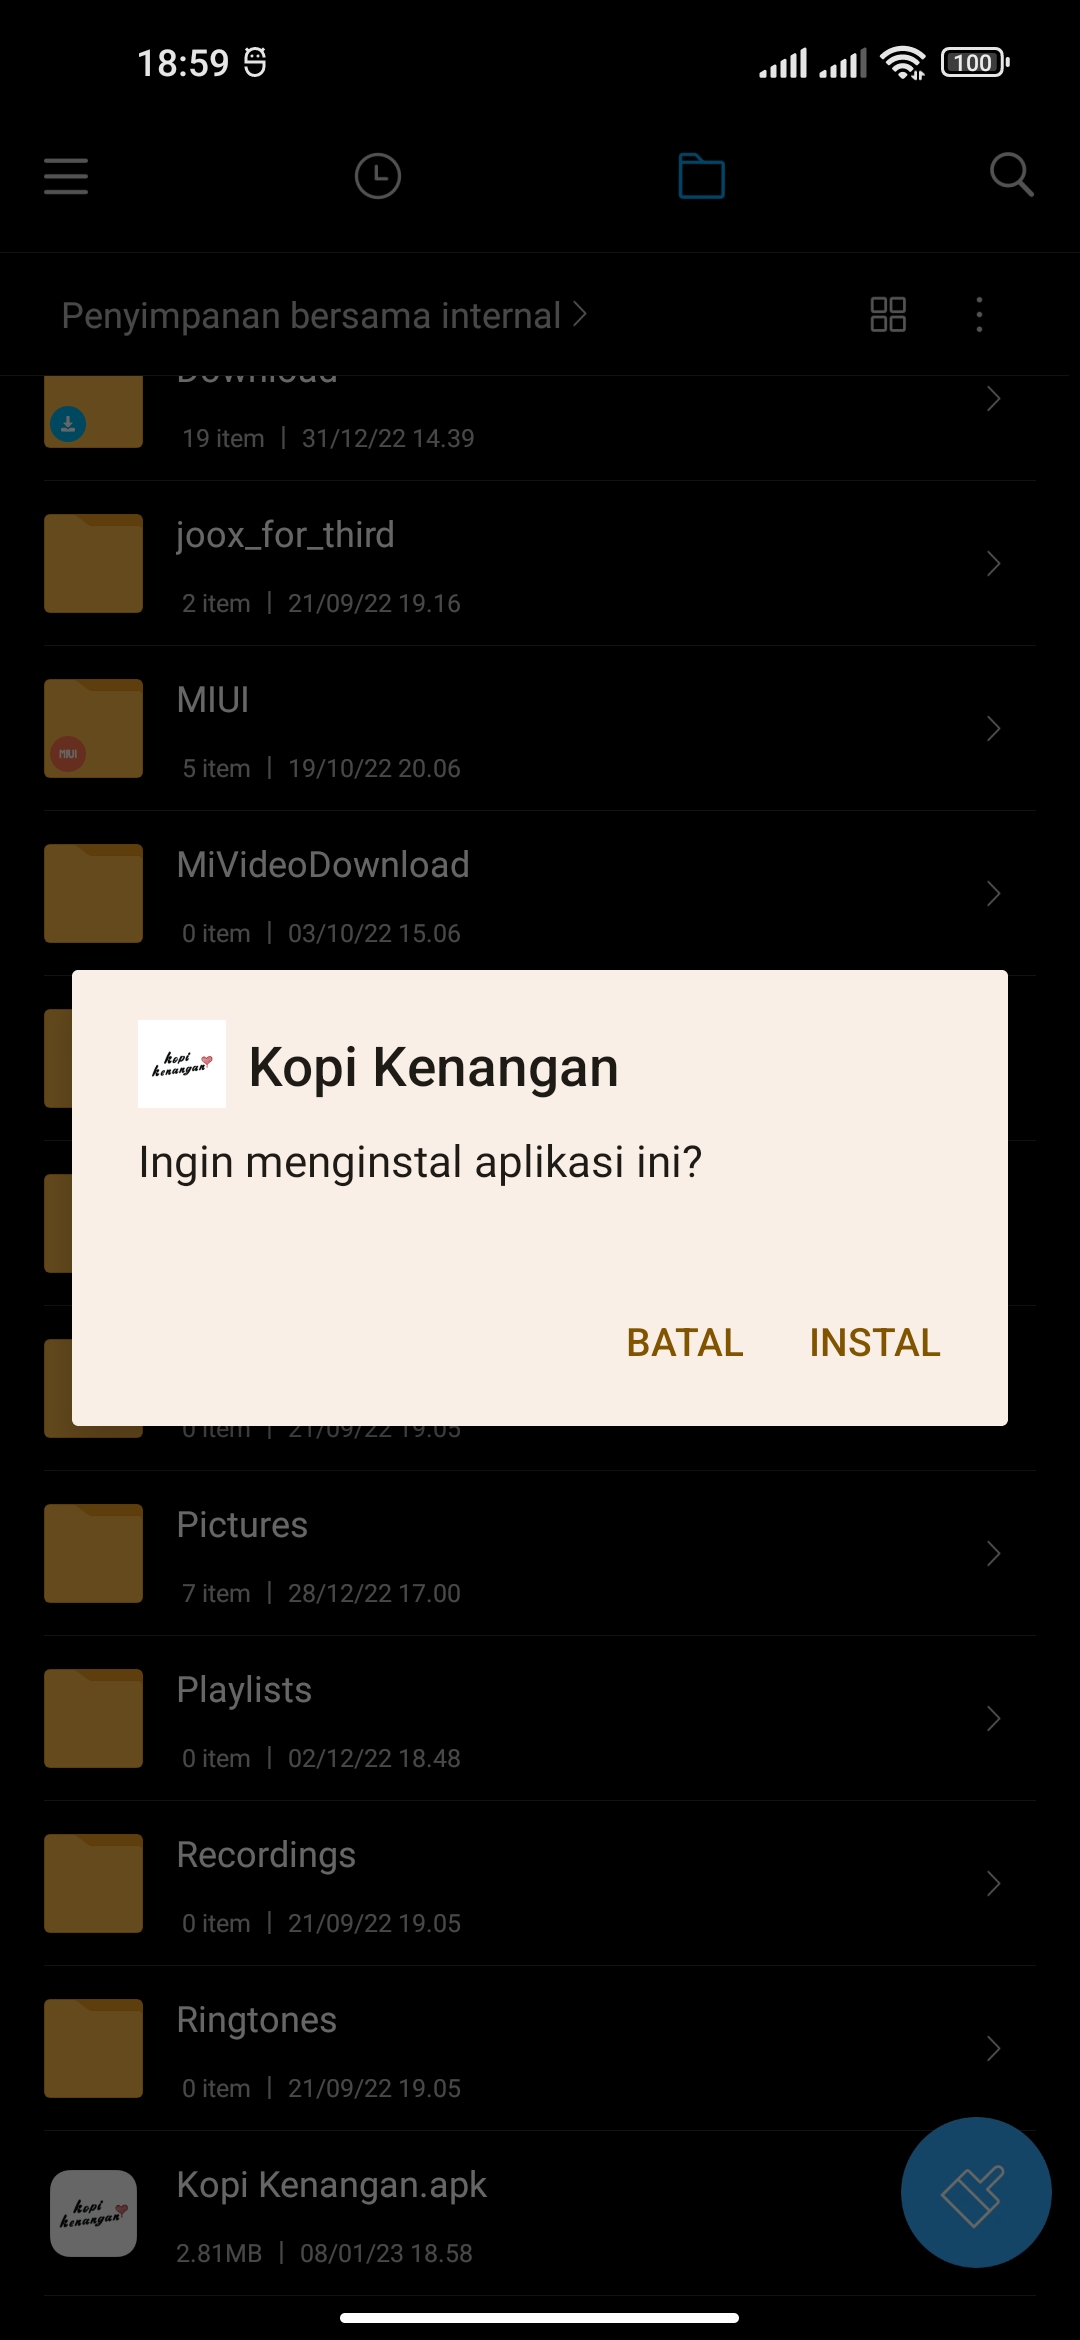 18:59
100
Penyimpanan bersama internal
Download
19 item | 31/12/22 14.39
joox_for_third
2 item | 21/09/22 19.16
MIUI
MIUI
5 item | 19/10/22 20.06
MiVideoDownload
0 item | 03/10/22 15.06
kopi
kenangan
Kopi Kenangan
Ingin menginstal aplikasi ini?
BATAL INSTAL
0 item | 21/09/22 19.05
Pictures
7 item | 28/12/22 17.00
Playlists
0 item | 02/12/22 18.48
Recordings
0 item | 21/09/22 19.05
Ringtones
0 item | 21/09/22 19.05
kopi
kenangan
Kopi Kenangan.apk
2.81MB | 08/01/23 18.58